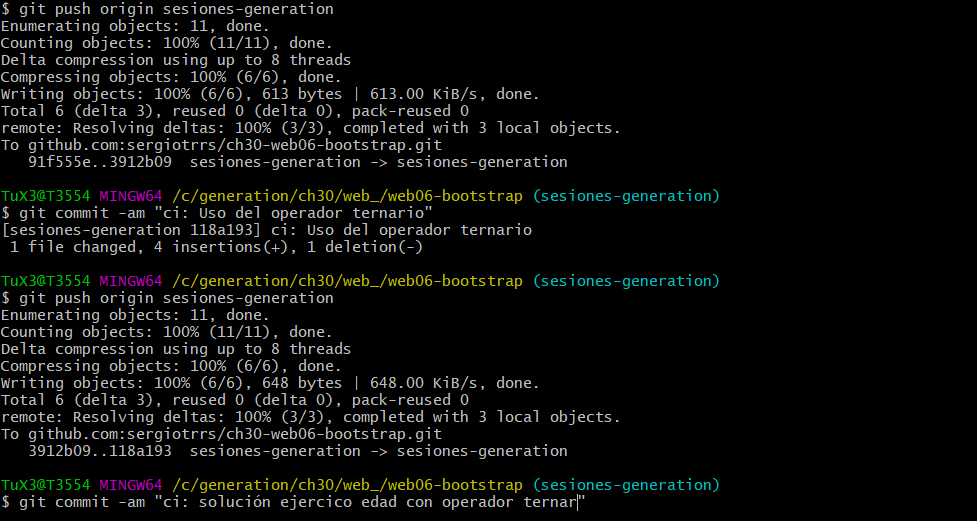 $ git push origin sesiones-generation
Enumerating objects: 11, done.
Counting objects: 100% (11/11), done.
Delta compression using up to 8 threads
Compressing objects: 100% (6/6), done.
Writing objects: 100% (6/6), 613 bytes | 613.00 KiB/s, done.
Total 6 (delta 3), reused 0 (delta 0), pack-reused 0
remote: Resolving deltas: 100% (3/3), completed with 3 local objects.
To github.com:sergiotrrs/ch30-web06-bootstrap.git
   91f555e..3912b09  sesiones-generation -> sesiones-generation
TuX3@T3554 MINGW64 /c/generation/ch30/web_/web06-bootstrap (sesiones-generation)
$ git commit -am "ci: Uso del operador ternario"
[sesiones-generation 118a193] ci: Uso del operador ternario
 1 file changed, 4 insertions(+), 1 deletion(-)
TuX3@T3554 MINGW64 /c/generation/ch30/web_/web06-bootstrap (sesiones-generation)
$ git push origin sesiones-generation
Enumerating objects: 11, done.
Counting objects: 100% (11/11), done.
Delta compression using up to 8 threads
Compressing objects: 100% (6/6), done.
Writing objects: 100% (6/6), 648 bytes | 648.00 KiB/s, done.
Total 6 (delta 3), reused 0 (delta 0), pack-reused 0
remote: Resolving deltas: 100% (3/3), completed with 3 local objects.
To github.com:sergiotrrs/ch30-web06-bootstrap.git
   3912b09..118a193  sesiones-generation -> sesiones-generation
TuX3@T3554 MINGW64 /c/generation/ch30/web_/web06-bootstrap (sesiones-generation)
$ git commit -am "ci: solución ejercico edad con operador ternar"